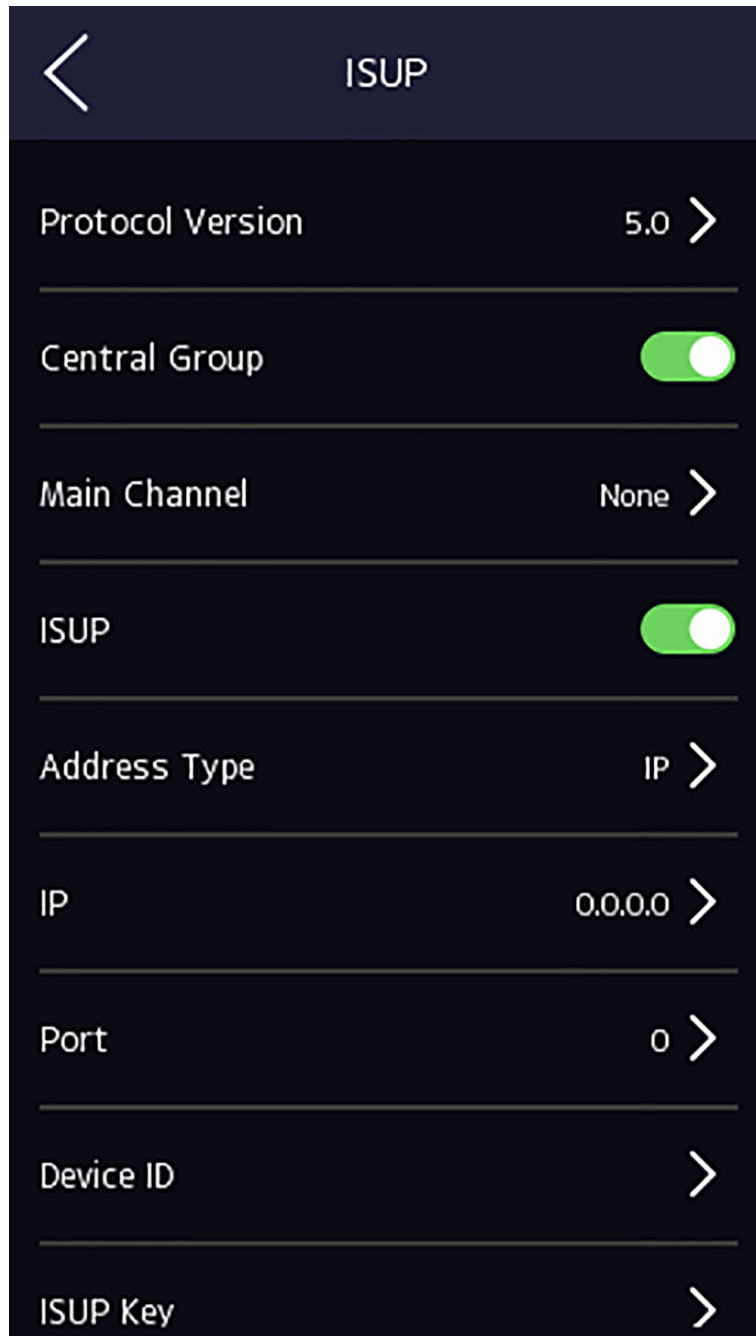 ISUP
Protocol Version 5.0
Central Group
Main Channel None
ISUP
Address Type IP
IP 0.0.0.0
Port 0
Device ID
ISUP Key